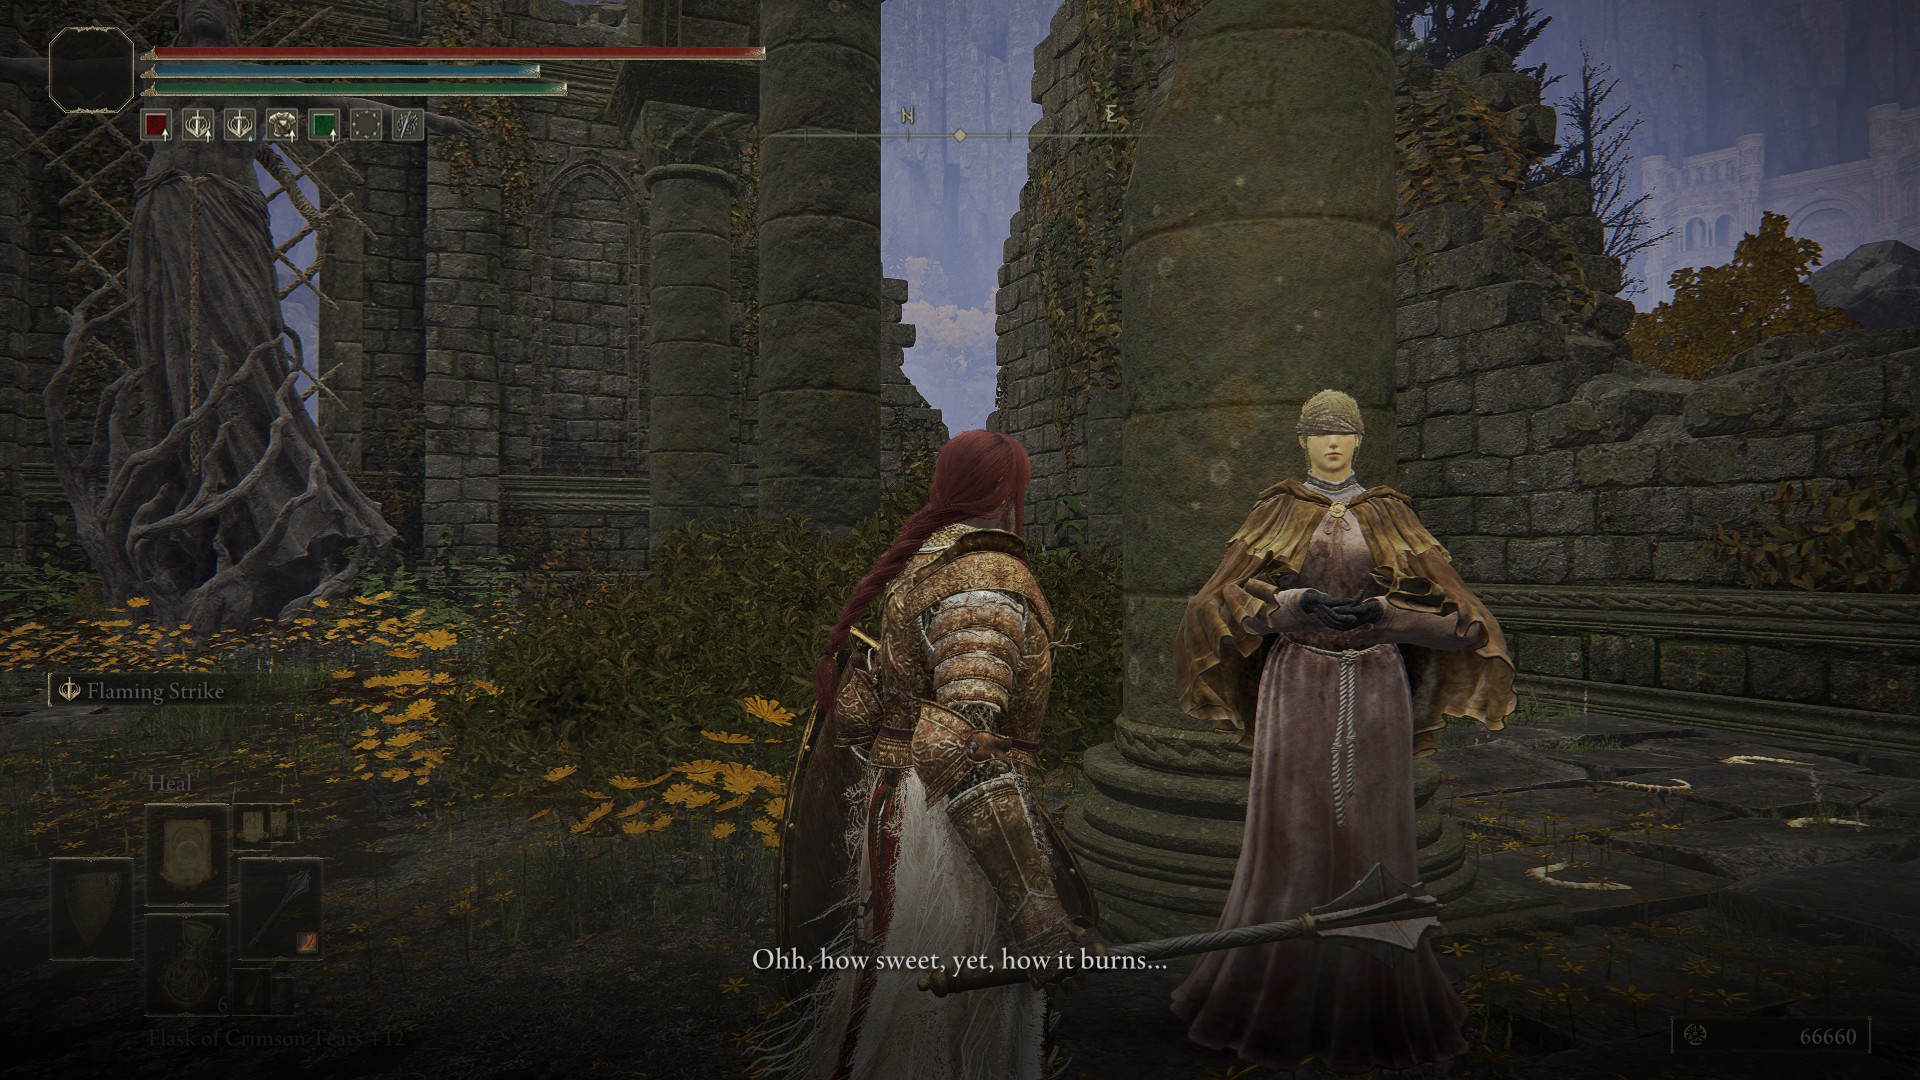 N
E
Flaming Strike
Heal
6
Flask of Crimson Tears +12
Ohh, how sweet, yet, how it burns...
66660